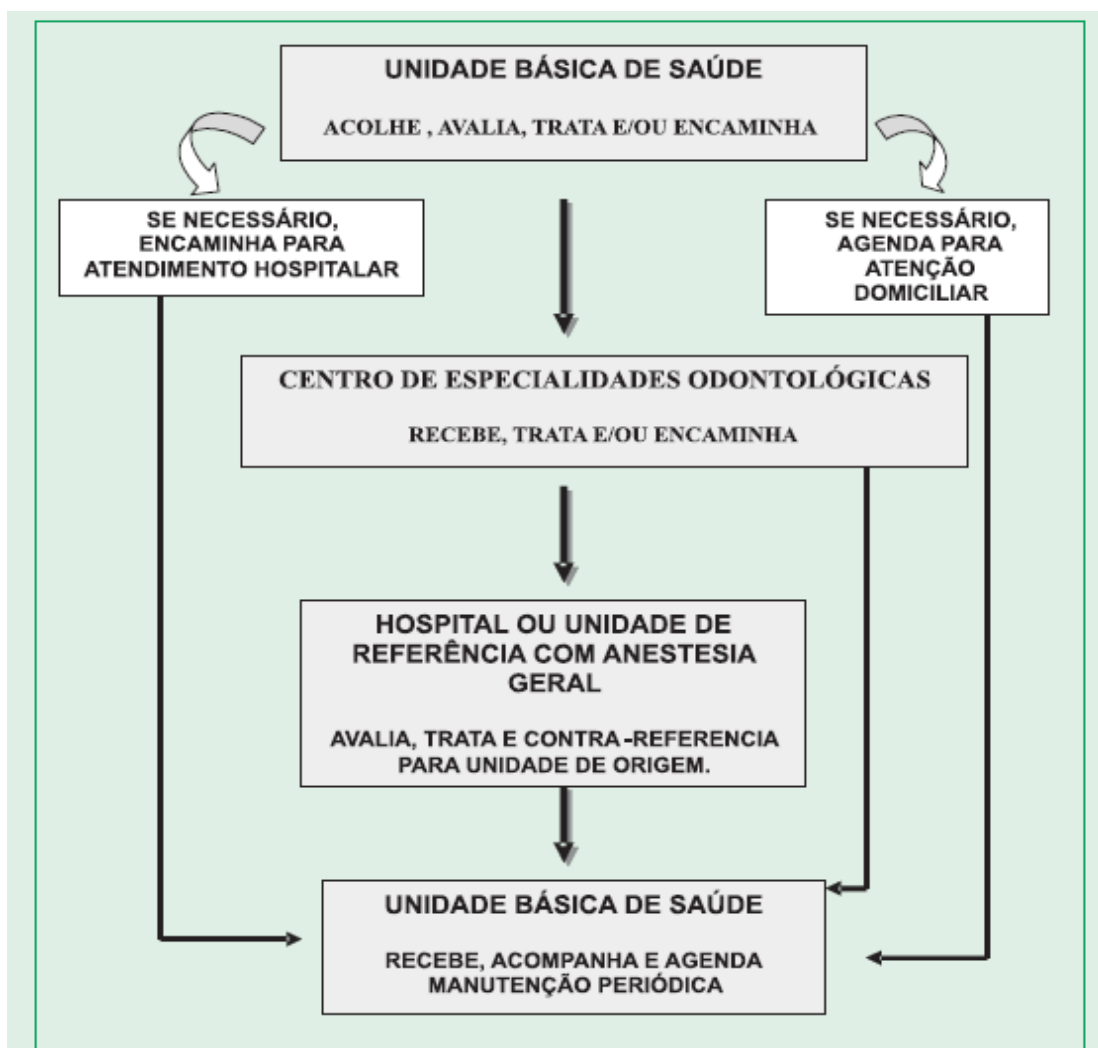 UNIDADE BÁSICA DE SAÚDE
ACOLHE , AVALIA, TRATA E/OU ENCAMINHA
SE NECESSÁRIO,
ENCAMINHA PARA
ATENDIMENTO HOSPITALAR
SE NECESSÁRIO,
AGENDA PARA
ATENÇÃO
DOMICILIAR
CENTRO DE ESPECIALIDADES ODONTOLÓGICAS
RECEBE, TRATA E/OU ENCAMINHA
HOSPITAL OU UNIDADE DE
REFERÊNCIA COM ANESTESIA
GERAL
AVALIA, TRATA E CONTRA-REFERENCIA
PARA UNIDADE DE ORIGEM.
UNIDADE BÁSICA DE SAÚDE
RECEBE, ACOMPANHA E AGENDA
MANUTENÇÃO PERIÓDICA